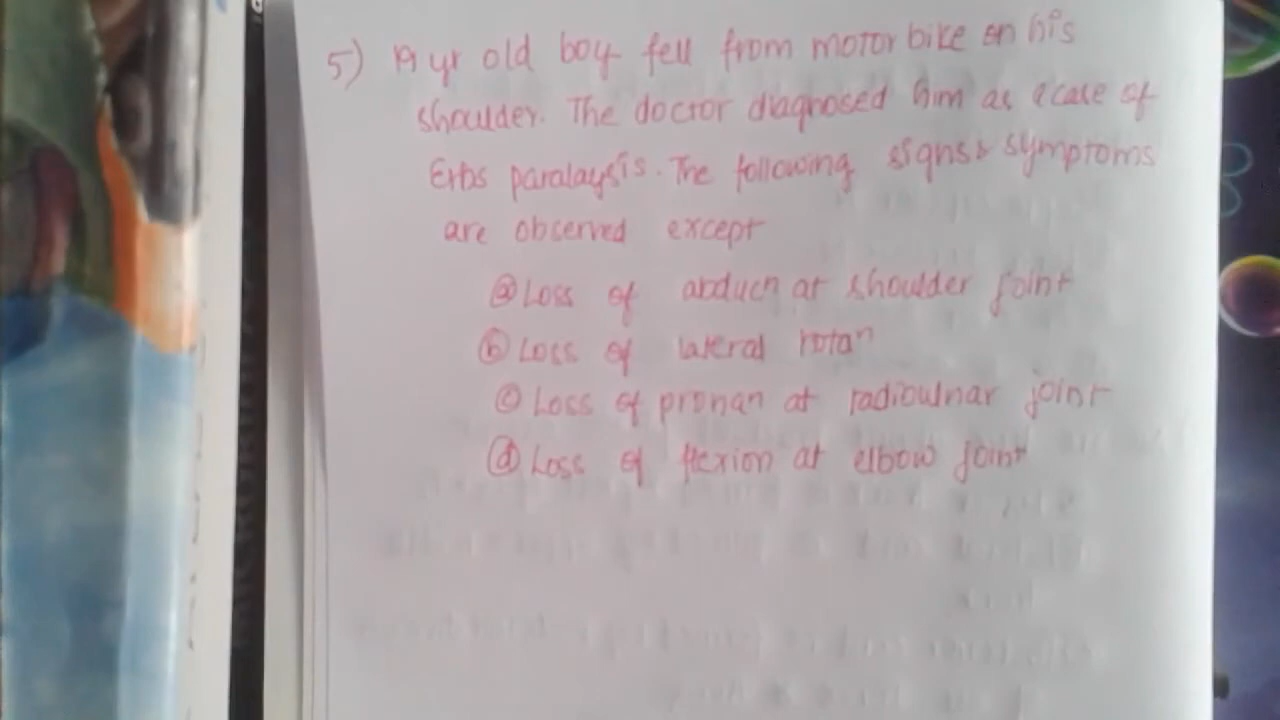 5) 19 yr old boy fell from motor bike on his
shoulder. The doctor diagnosed him as a case of
Erbs paralaysis. The following signs & symptoms
are observed except
ⓐ Loss of abducn at shoulder joint
ⓑ Loss of lateral rotan
ⓒ Loss of pronan at radioulnar joint
ⓓ Loss of flexion at elbow joint